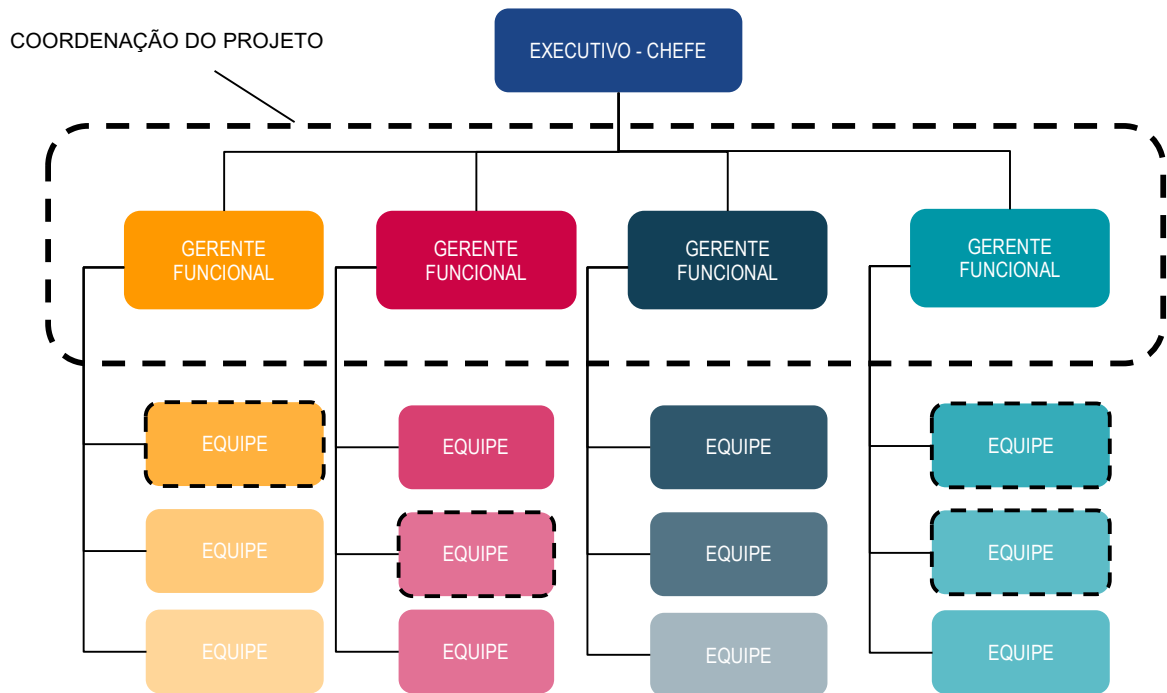 COORDENAÇÃO DO PROJETO
EXECUTIVO - CHEFE
GERENTE
FUNCIONAL
GERENTE
FUNCIONAL
GERENTE
FUNCIONAL
GERENTE
FUNCIONAL
EQUIPE
EQUIPE
EQUIPE
EQUIPE
EQUIPE
EQUIPE
EQUIPE
EQUIPE
EQUIPE
EQUIPE
EQUIPE
EQUIPE